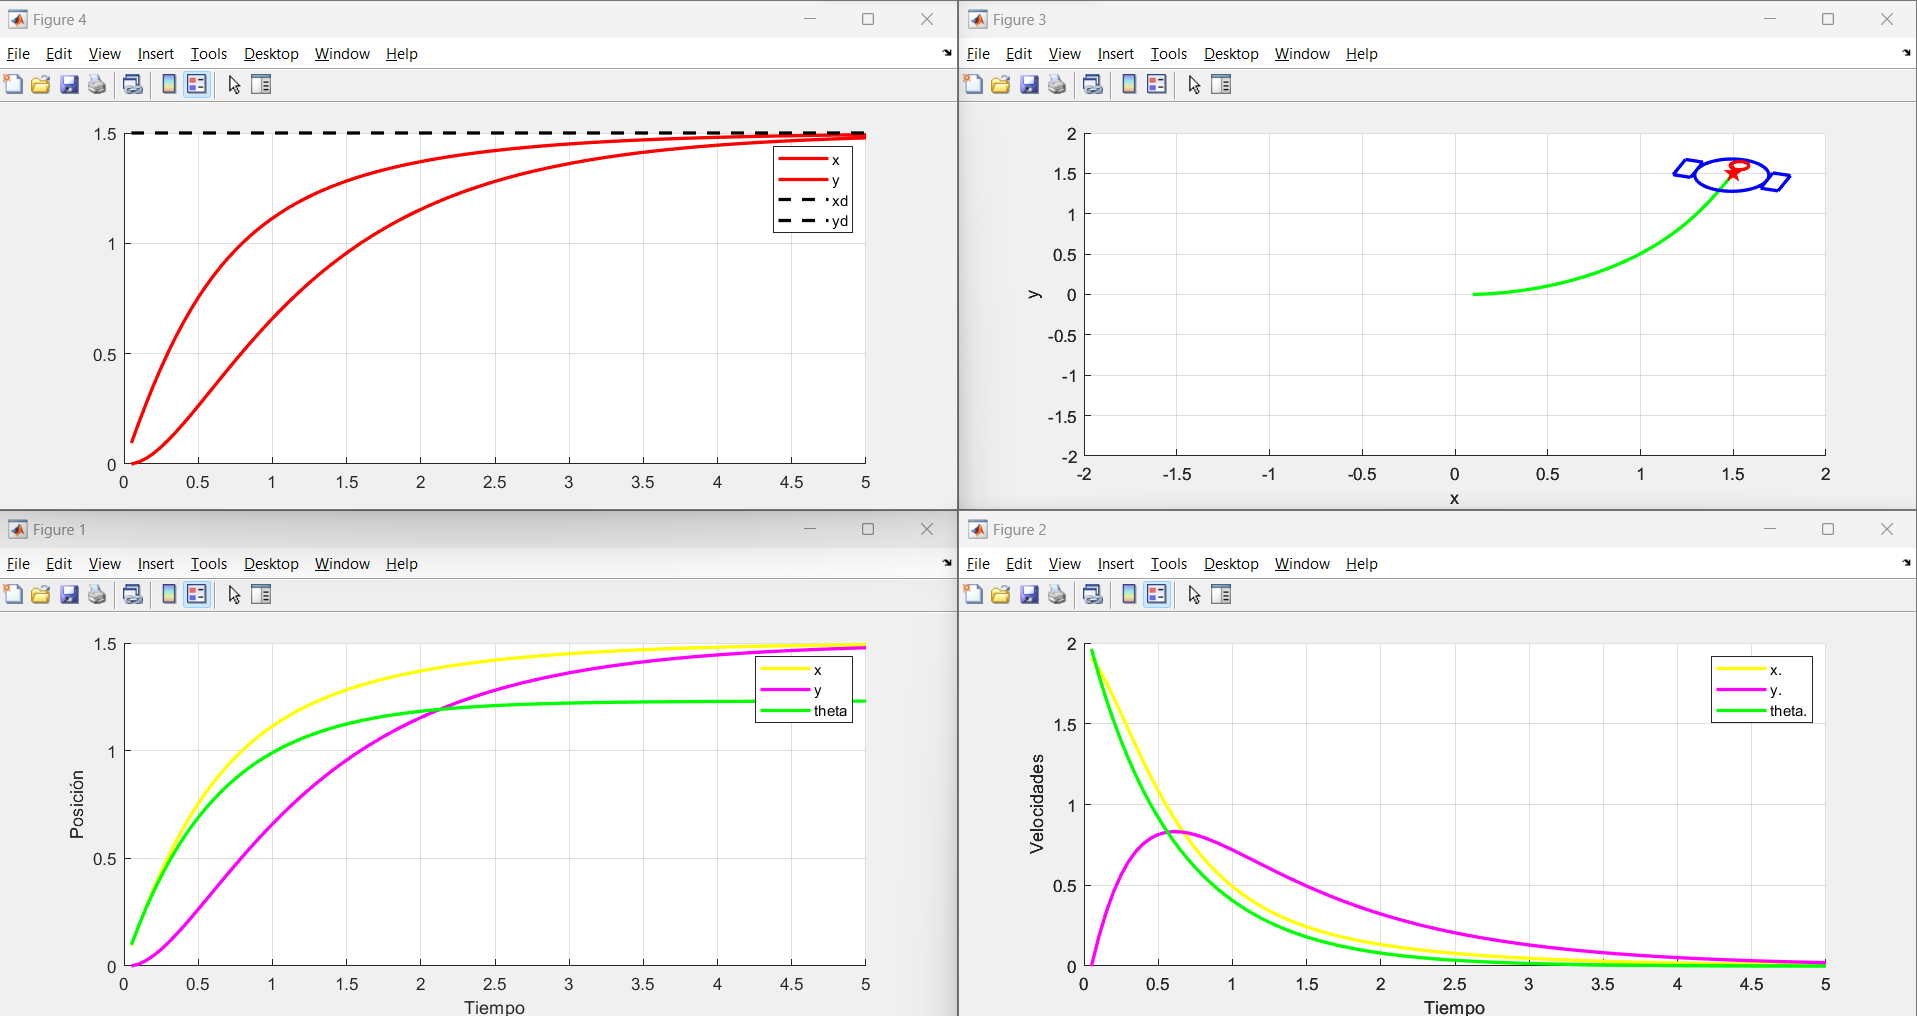 Figure 4
File Edit View Insert Tools Desktop Window Help
1.5
1
0.5
0
0 0.5 1 1.5 2 2.5 3 3.5 4 4.5 5
x
y
xd
yd
Figure 3
File Edit View Insert Tools Desktop Window Help
2
1.5
1
0.5
0
-0.5
-1
-1.5
-2
-2 -1.5 -1 -0.5 0 0.5 1 1.5 2
y
x
Figure 1
File Edit View Insert Tools Desktop Window Help
1.5
1
0.5
0
0 0.5 1 1.5 2 2.5 3 3.5 4 4.5 5
Posición
Tiempo
x
y
theta
Figure 2
File Edit View Insert Tools Desktop Window Help
2
1.5
1
0.5
0
0 0.5 1 1.5 2 2.5 3 3.5 4 4.5 5
Velocidades
Tiempo
x.
y.
theta.